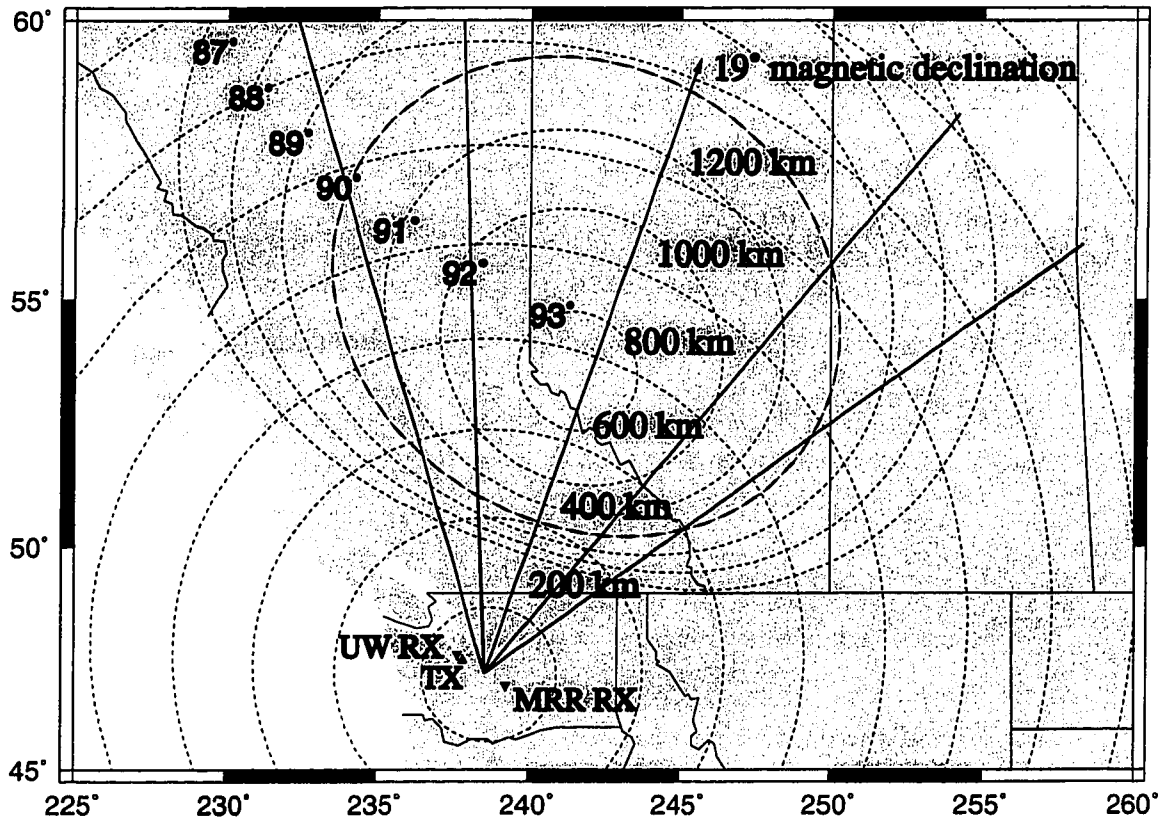 60°
87°
88°
19° magnetic declination
89°
1200 km
90°
91°
1000 km
92°
55°
93°
800 km
600 km
400 km
50°
200 km
UW RX
TX
MRR RX
45°
225° 230° 235° 240° 245° 250° 255° 260°